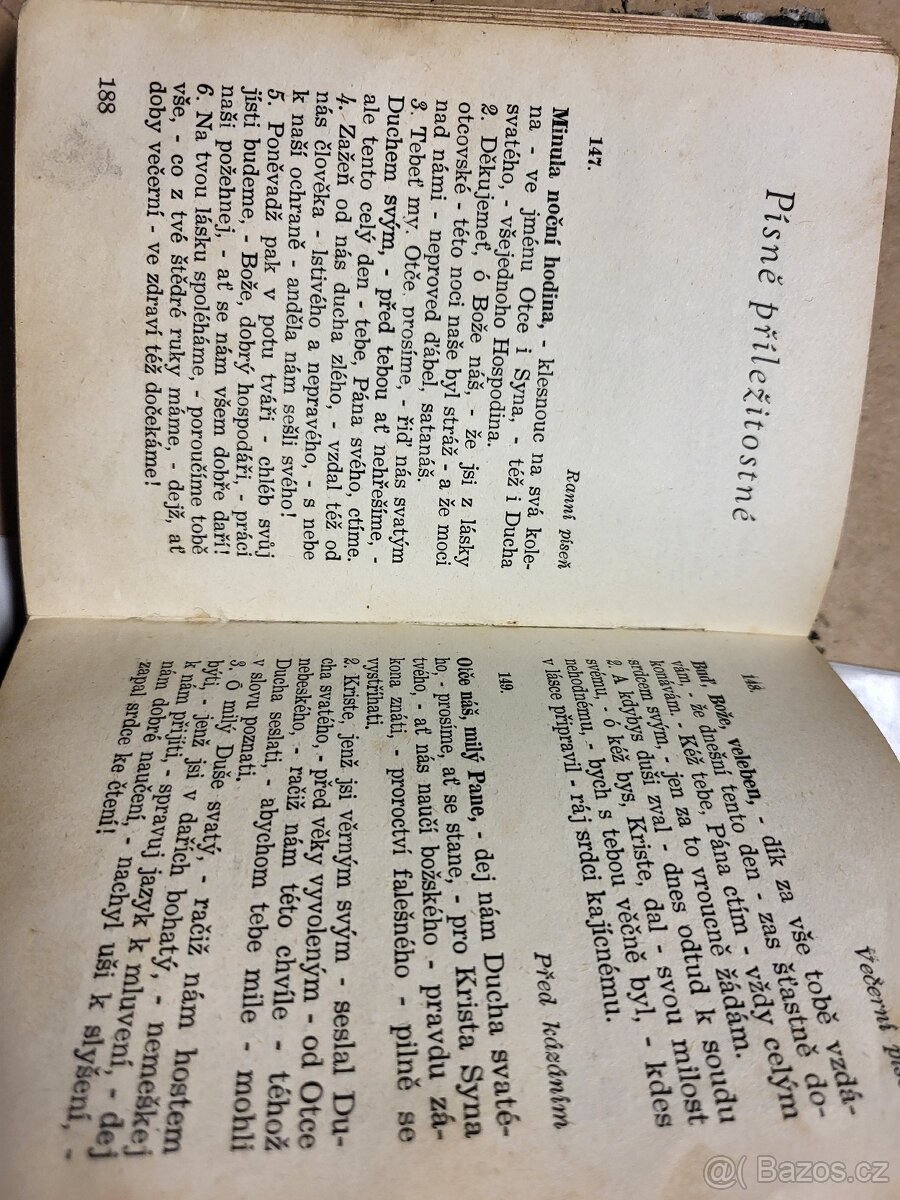 Písně příležitostné
147.
Ranní píseň
Minula noční hodina, - klesnouc na svá kole-
na - ve jménu Otce i Syna, - též i Ducha
svatého, - všejednoho Hospodina.
2. Děkujemeť, ó Bože náš, - že jsi z lásky
otcovské - této noci naše byl stráž - a že moci
nad námi - neproved ďábel, satanáš.
3. Tebeť my. Otče, prosíme, - řiď nás svatým
Duchem svým, - před tebou ať nehřešíme, -
ale tento celý den - tebe, Pána svého, ctíme.
4. Zažeň od nás ducha zlého, - vzdal též od
nás člověka - lstivého a nepravého, - s nebe
k naší ochraně - anděla nám sešli svého!
5. Poněvadž pak v potu tváři - chléb svůj
jísti budeme, - Bože, dobrý hospodáři, - práci
naši požehnej, - ať se nám všem dobře daří!
6. Na tvou lásku spoléháme, - poroučíme tobě
vše, - co z tvé štědré ruky máme, - dejž, ať
doby večerní - ve zdraví též dočekáme!
188
148.
Večerní
Buď, Bože, veleben, - dík za vše tobě vzdá-
vám, - že dnešní tento den - zas šťastně do-
konávám. - Kéž tebe, Pána ctím - vždy celým
srdcem svým, - jen za to vroucně žádám.
2. A kdybys duši zval - dnes odtud k soudu
svému, - ó kéž bys, Kriste, dal - svou milost
nehodnému, - bych s tebou věčně byl, - kdes
v lásce připravil - ráj srdci kajícnému.
149.
Před kázáním
Otče náš, milý Pane, - dej nám Ducha svaté-
ho, - prosíme, ať se stane, - pro Krista Syna
tvého, - ať nás naučí božského - pravdu zá-
kona znáti, - proroctví falešného - pilně se
vystříhati.
2. Kriste, jenž jsi věrným svým - seslal Du-
cha svatého, - před věky vyvoleným - od Otce
nebeského, - račiž nám této chvíle - téhož
Ducha seslati, - abychom tebe mile - mohli
v slovu poznati.
3. Ó milý Duše svatý, - račiž nám hostem
býti, - jenž jsi v dařích bohatý, - nemeškej
k nám přijíti, - spravuj jazyk k mluvení, - dej
nám dobré naučení, - nachyl uši k slyšení, -
zapal srdce ke čtení!
@( Bazos.cz